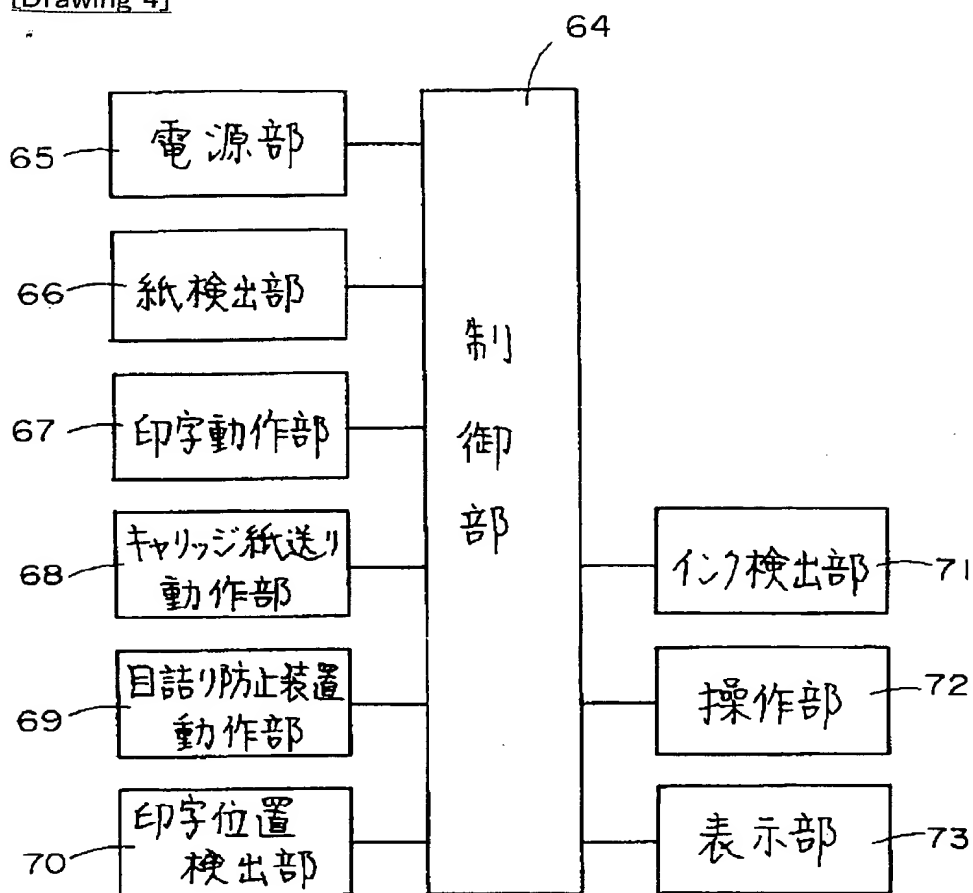 [Drawing 4]
64
65
電源部
66
紙検出部
67
印字動作部
68
キャリッジ紙送り
動作部
69
目詰り防止装置
動作部
70
印字位置
検出部
制
御
部
インク検出部
71
操作部
72
表示部
73